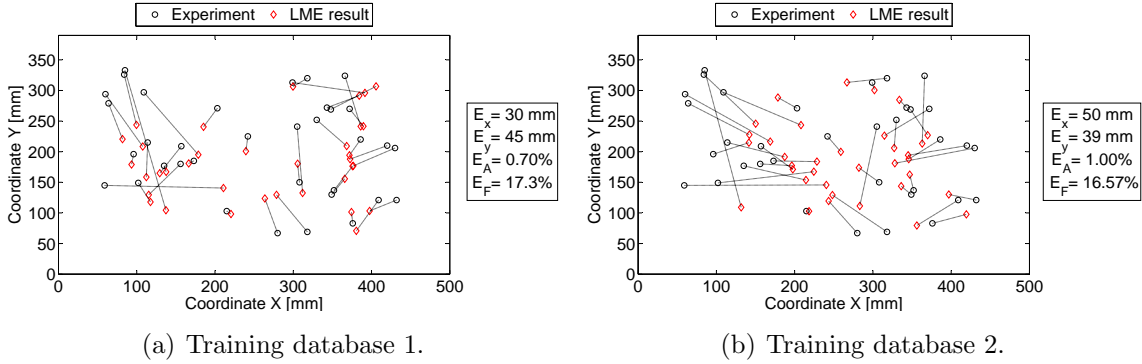 Experiment LME result
Coordinate Y [mm]
350
300
250
200
150
100
50
0
0 100 200 300 400 500
Coordinate X [mm]
E_x = 30 mm
E_y = 45 mm
E_A = 0.70%
E_F = 17.3%
(a) Training database 1.
Experiment LME result
Coordinate Y [mm]
350
300
250
200
150
100
50
0
0 100 200 300 400 500
Coordinate X [mm]
E_x = 50 mm
E_y = 39 mm
E_A = 1.00%
E_F = 16.57%
(b) Training database 2.